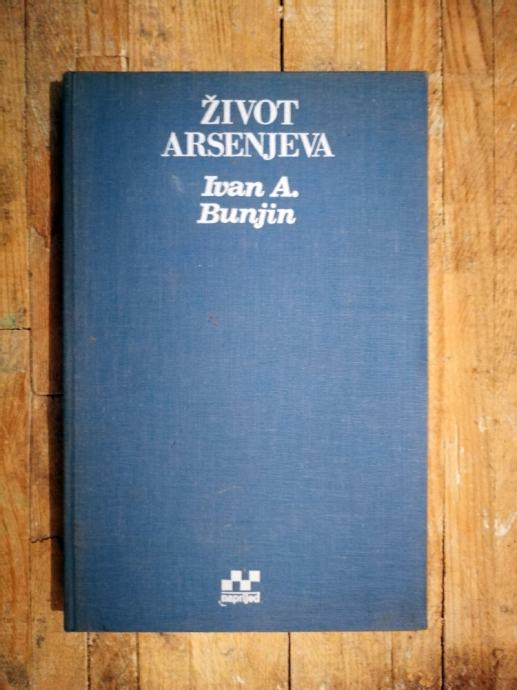 ŽIVOT
ARSENJEVA
Ivan A.
Bunjin
naprijed